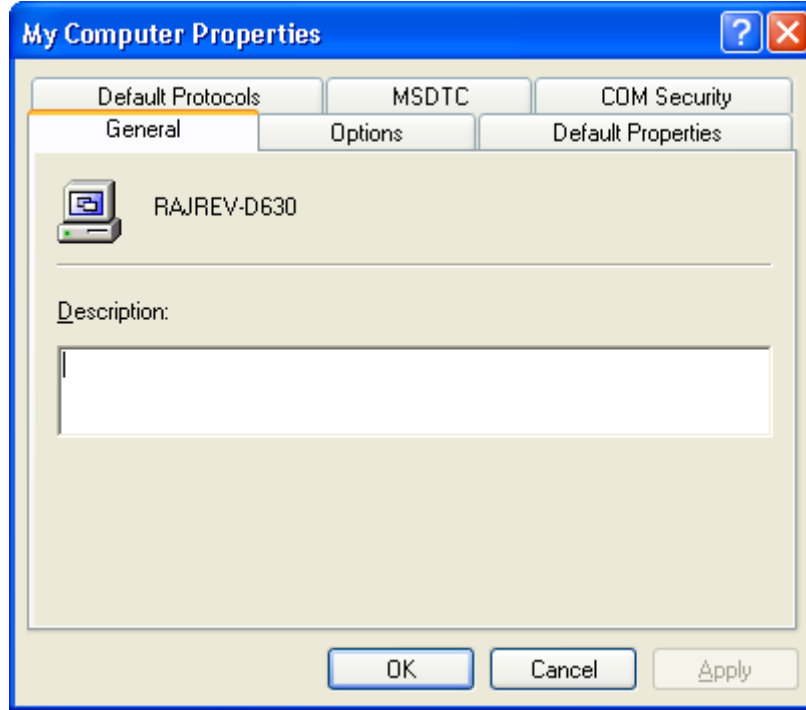 My Computer Properties
Default Protocols MSDTC COM Security
General Options Default Properties
RAJREV-D630
Description:
OK Cancel Apply